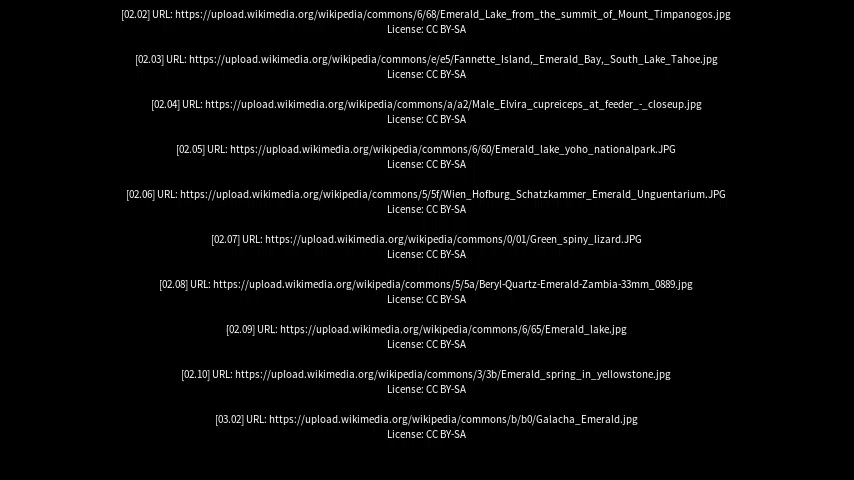 [02.02] URL: https://upload.wikimedia.org/wikipedia/commons/6/68/Emerald_Lake_from_the_summit_of_Mount_Timpanogos.jpg
License: CC BY-SA
[02.03] URL: https://upload.wikimedia.org/wikipedia/commons/e/e5/Fannette_Island,_Emerald_Bay,_South_Lake_Tahoe.jpg
License: CC BY-SA
[02.04] URL: https://upload.wikimedia.org/wikipedia/commons/a/a2/Male_Elvira_cupreiceps_at_feeder_-_closeup.jpg
License: CC BY-SA
[02.05] URL: https://upload.wikimedia.org/wikipedia/commons/6/60/Emerald_lake_yoho_nationalpark.JPG
License: CC BY-SA
[02.06] URL: https://upload.wikimedia.org/wikipedia/commons/5/5f/Wien_Hofburg_Schatzkammer_Emerald_Unguentarium.JPG
License: CC BY-SA
[02.07] URL: https://upload.wikimedia.org/wikipedia/commons/0/01/Green_spiny_lizard.JPG
License: CC BY-SA
[02.08] URL: https://upload.wikimedia.org/wikipedia/commons/5/5a/Beryl-Quartz-Emerald-Zambia-33mm_0889.jpg
License: CC BY-SA
[02.09] URL: https://upload.wikimedia.org/wikipedia/commons/6/65/Emerald_lake.jpg
License: CC BY-SA
[02.10] URL: https://upload.wikimedia.org/wikipedia/commons/3/3b/Emerald_spring_in_yellowstone.jpg
License: CC BY-SA
[03.02] URL: https://upload.wikimedia.org/wikipedia/commons/b/b0/Galacha_Emerald.jpg
License: CC BY-SA